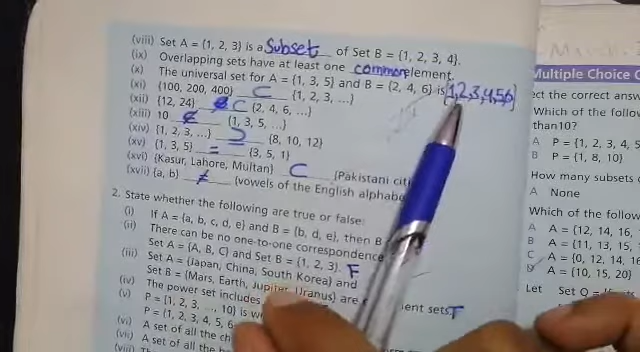 (viii) Set A = {1, 2, 3} is a Subset of Set B = {1, 2, 3, 4}.
(ix) Overlapping sets have at least one common element.
(x) The universal set for A = {1, 3, 5} and B = {2, 4, 6} is {1,2,3,4,5,6}
(xi) {100, 200, 400} ⊂ {1, 2, 3, ...}
(xii) {12, 24} ⊂ {2, 4, 6, ...}
(xiii) 10 ∉ {1, 3, 5, ...}
(xiv) {1, 2, 3, ...} ⊇ {8, 10, 12}
(xv) {1, 3, 5} = {3, 5, 1}
(xvi) {Kasur, Lahore, Multan} ⊂ {Pakistani
(xvii) {a, b} ≠ {vowels of the English
2. State whether the following are true or false:
(i) If A = {a, b, c, d, e} and B = {b, d, e}, then B
(ii) There can be no one-to-one correspondence
Set A = {A, B, C} and Set B = {1, 2, 3}. F
(iii) Set A = {Japan, China, South Korea} and
Set B = {Mars, Earth, Jupiter, Uranus} are sets T
(iv) The power set includes
(v) P = {1, 2, 3, ..., 10} is
P = {1, 2, 3, 4, 5, 6
(vi) A set of all the
(vii) A set of all the
(viii)
Multiple Choice
the correct
Which of the
than 10?
A P = {1, 2, 3, 4, 5
B P = {1, 8, 10}
How many subsets
A None
Which of the
A A = {12, 14, 16,
B A = {11, 13, 15,
C A = {0, 12, 14, 16
A = {10, 15, 20}
Let Set Q =